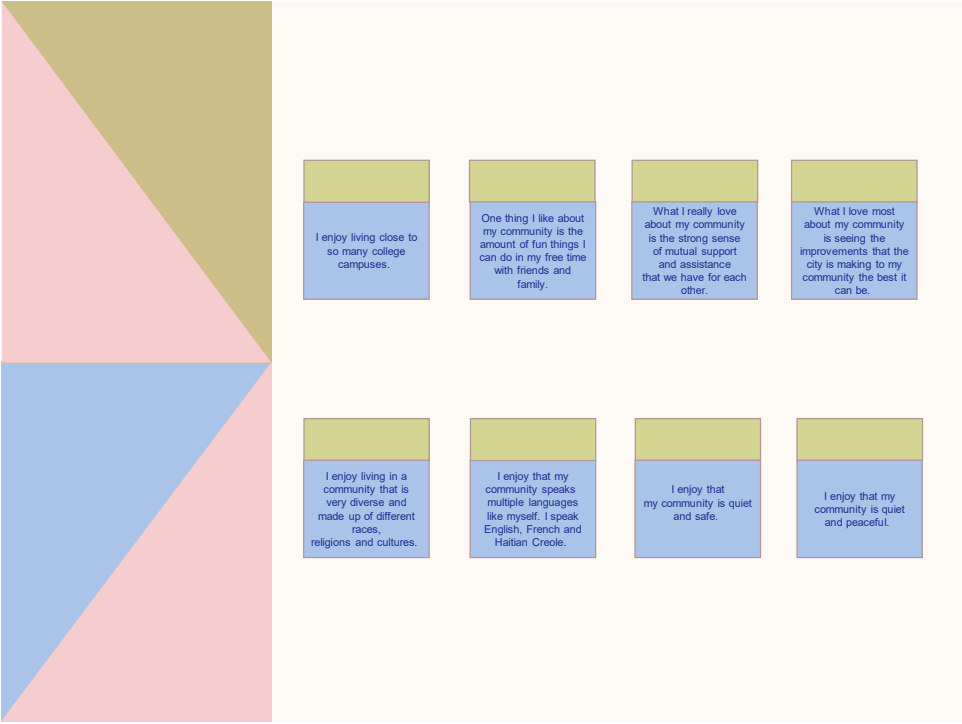 I enjoy living close to
so many college
campuses.
One thing I like about
my community is the
amount of fun things I
can do in my free time
with friends and
family.
What I really love
about my community
is the strong sense
of mutual support
and assistance
that we have for each
other.
What I love most
about my community
is seeing the
improvements that the
city is making to my
community the best it
can be.
I enjoy living in a
community that is
very diverse and
made up of different
races,
religions and cultures.
I enjoy that my
community speaks
multiple languages
like myself. I speak
English, French and
Haitian Creole.
I enjoy that
my community is quiet
and safe.
I enjoy that my
community is quiet
and peaceful.